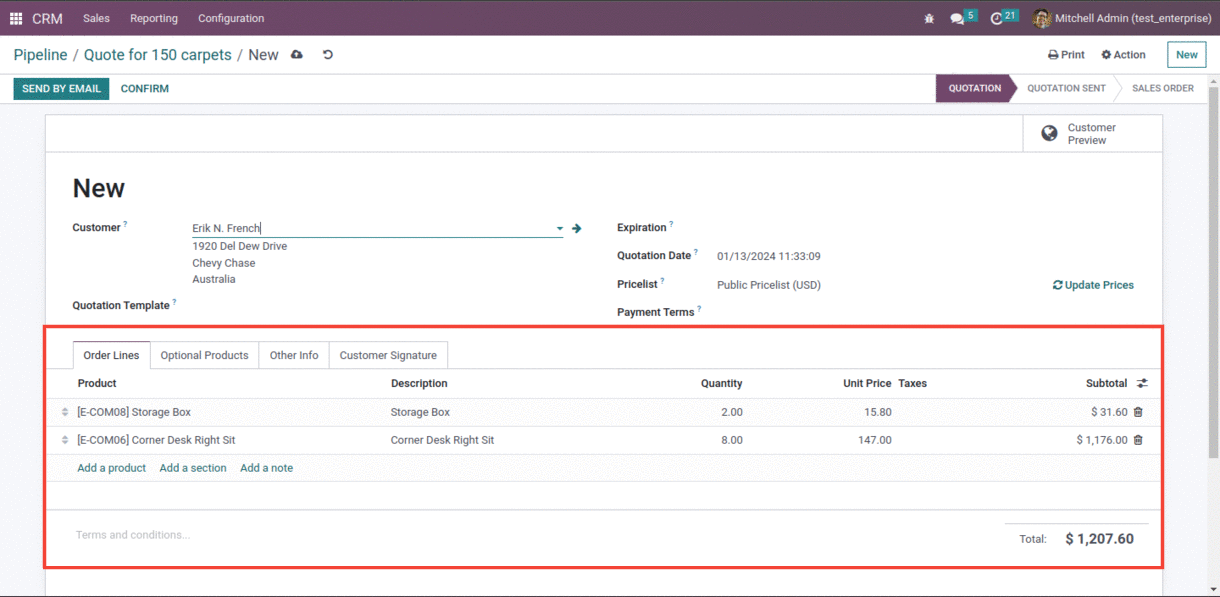 CRM Sales Reporting Configuration 5 21 Mitchell Admin (test_enterprise)
Pipeline / Quote for 150 carpets / New Print Action New
SEND BY EMAIL CONFIRM QUOTATION QUOTATION SENT SALES ORDER
Customer
Preview
New
Customer ? Erik N. French Expiration ?
1920 Del Dew Drive
Chevy Chase
Australia
Quotation Date ? 01/13/2024 11:33:09
Pricelist ? Public Pricelist (USD) Update Prices
Quotation Template ?
Payment Terms ?
Order Lines Optional Products Other Info Customer Signature
Product Description Quantity Unit Price Taxes Subtotal
[E-COM08] Storage Box Storage Box 2.00 15.80 $ 31.60
[E-COM06] Corner Desk Right Sit Corner Desk Right Sit 8.00 147.00 $ 1,176.00
Add a product Add a section Add a note
Terms and conditions...
Total: $ 1,207.60